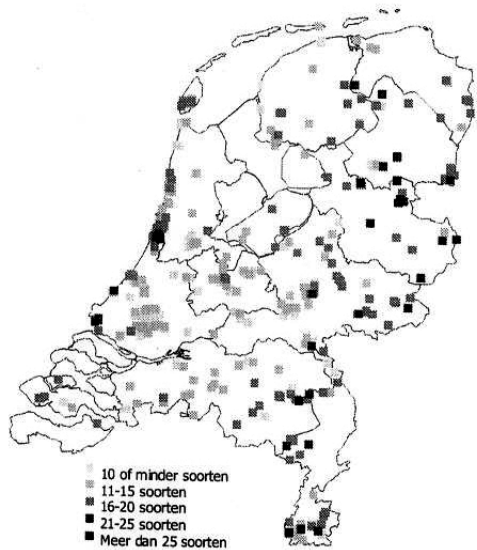 10 of minder soorten
11-15 soorten
16-20 soorten
21-25 soorten
Meer dan 25 soorten